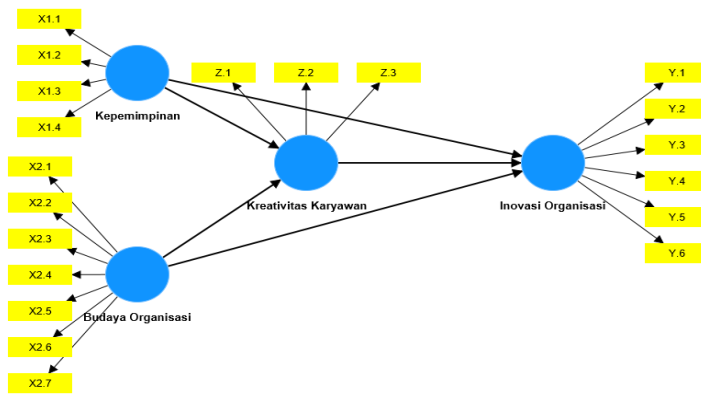 X1.1
X1.2
X1.3
X1.4
Kepemimpinan
Z.1
Z.2
Z.3
Kreativitas Karyawan
Y.1
Y.2
Y.3
Y.4
Y.5
Y.6
Inovasi Organisasi
X2.1
X2.2
X2.3
X2.4
X2.5
X2.6
X2.7
Budaya Organisasi